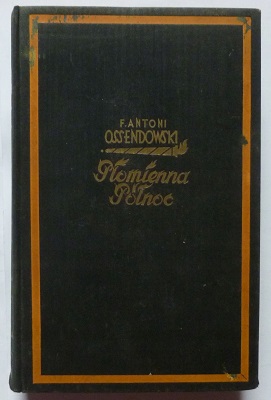 F. ANTONI
OSSENDOWSKI
Płomienna
Północ